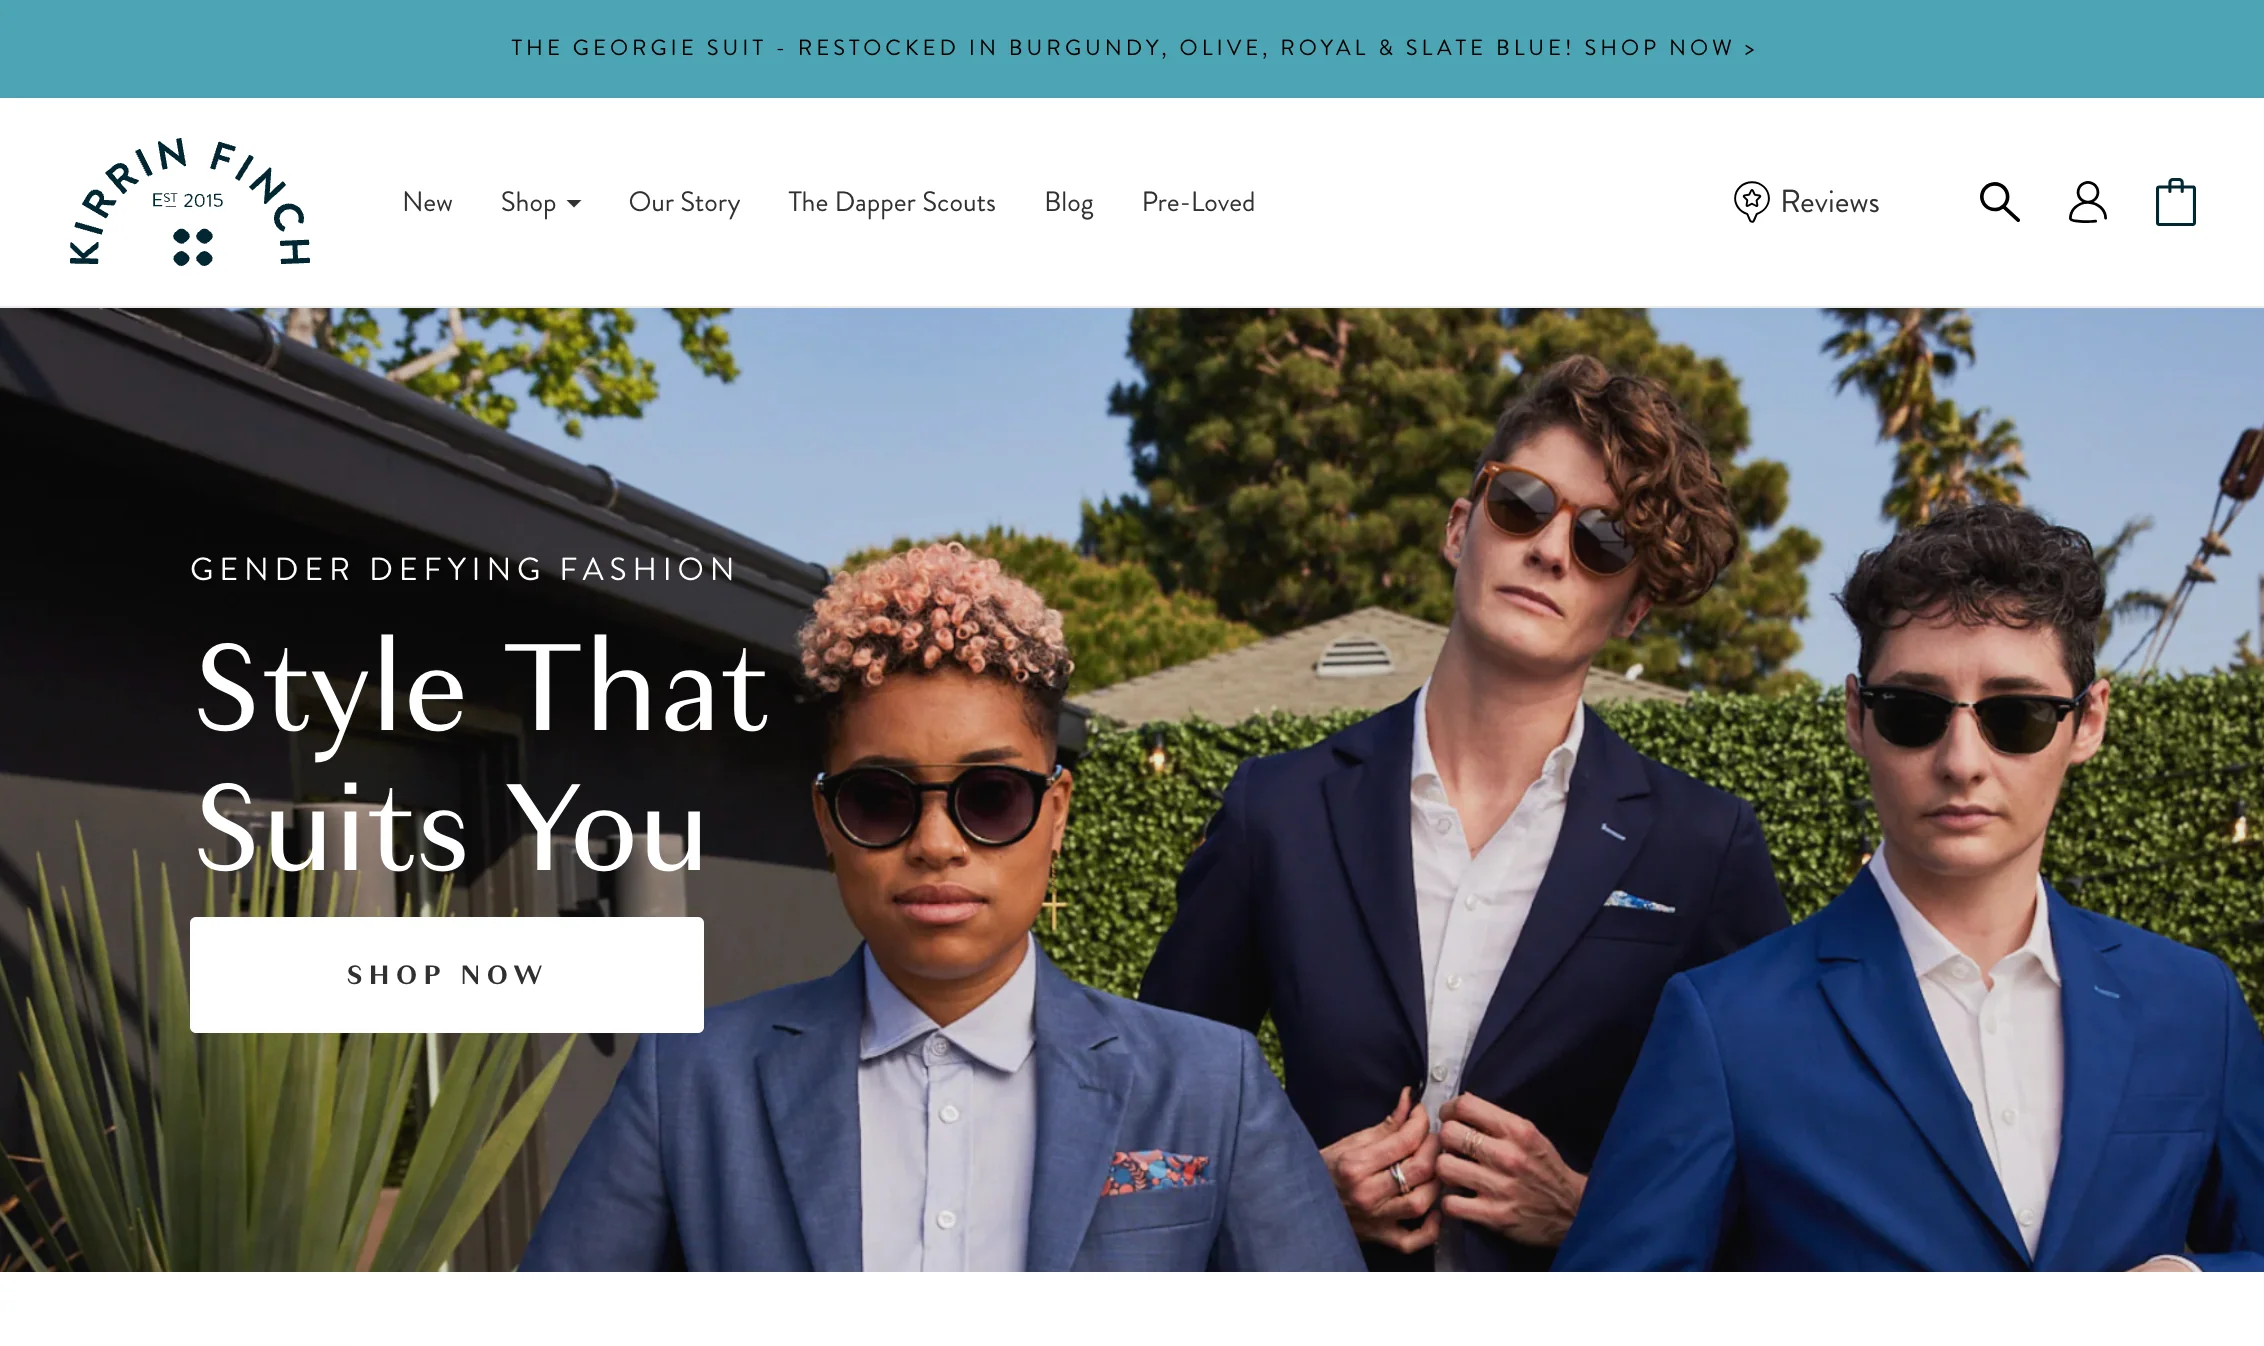 THE GEORGIE SUIT - RESTOCKED IN BURGUNDY, OLIVE, ROYAL & SLATE BLUE! SHOP NOW >
KIRRIN FINCH
EST 2015
New
Shop
Our Story
The Dapper Scouts
Blog
Pre-Loved
Reviews
GENDER DEFYING FASHION
Style That
Suits You
SHOP NOW